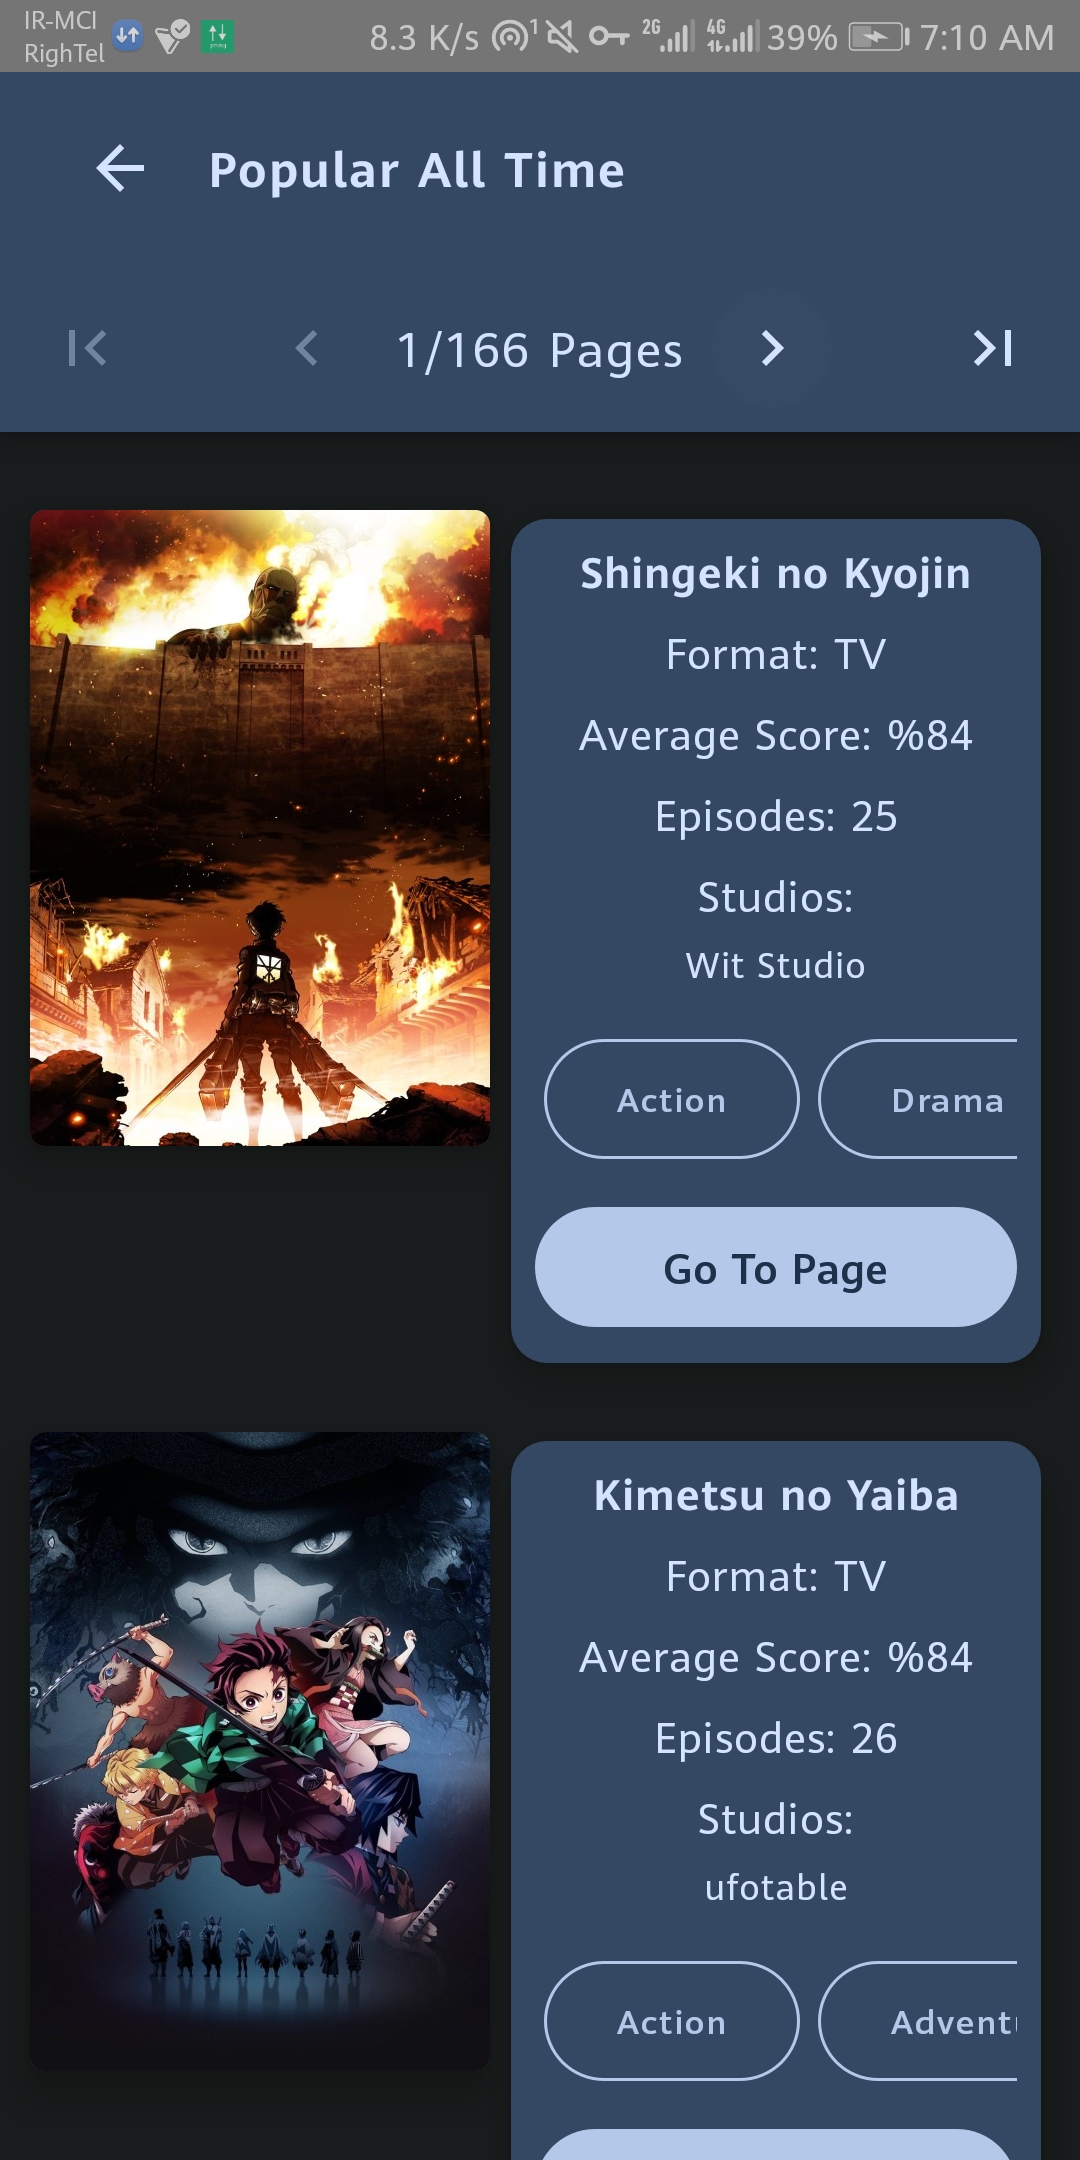 IR-MCI
RighTel
8.3 K/s 1 2G 4G 39% 7:10 AM
Popular All Time
1/166 Pages
Shingeki no Kyojin
Format: TV
Average Score: %84
Episodes: 25
Studios:
Wit Studio
Action Drama
Go To Page
Kimetsu no Yaiba
Format: TV
Average Score: %84
Episodes: 26
Studios:
ufotable
Action Advent